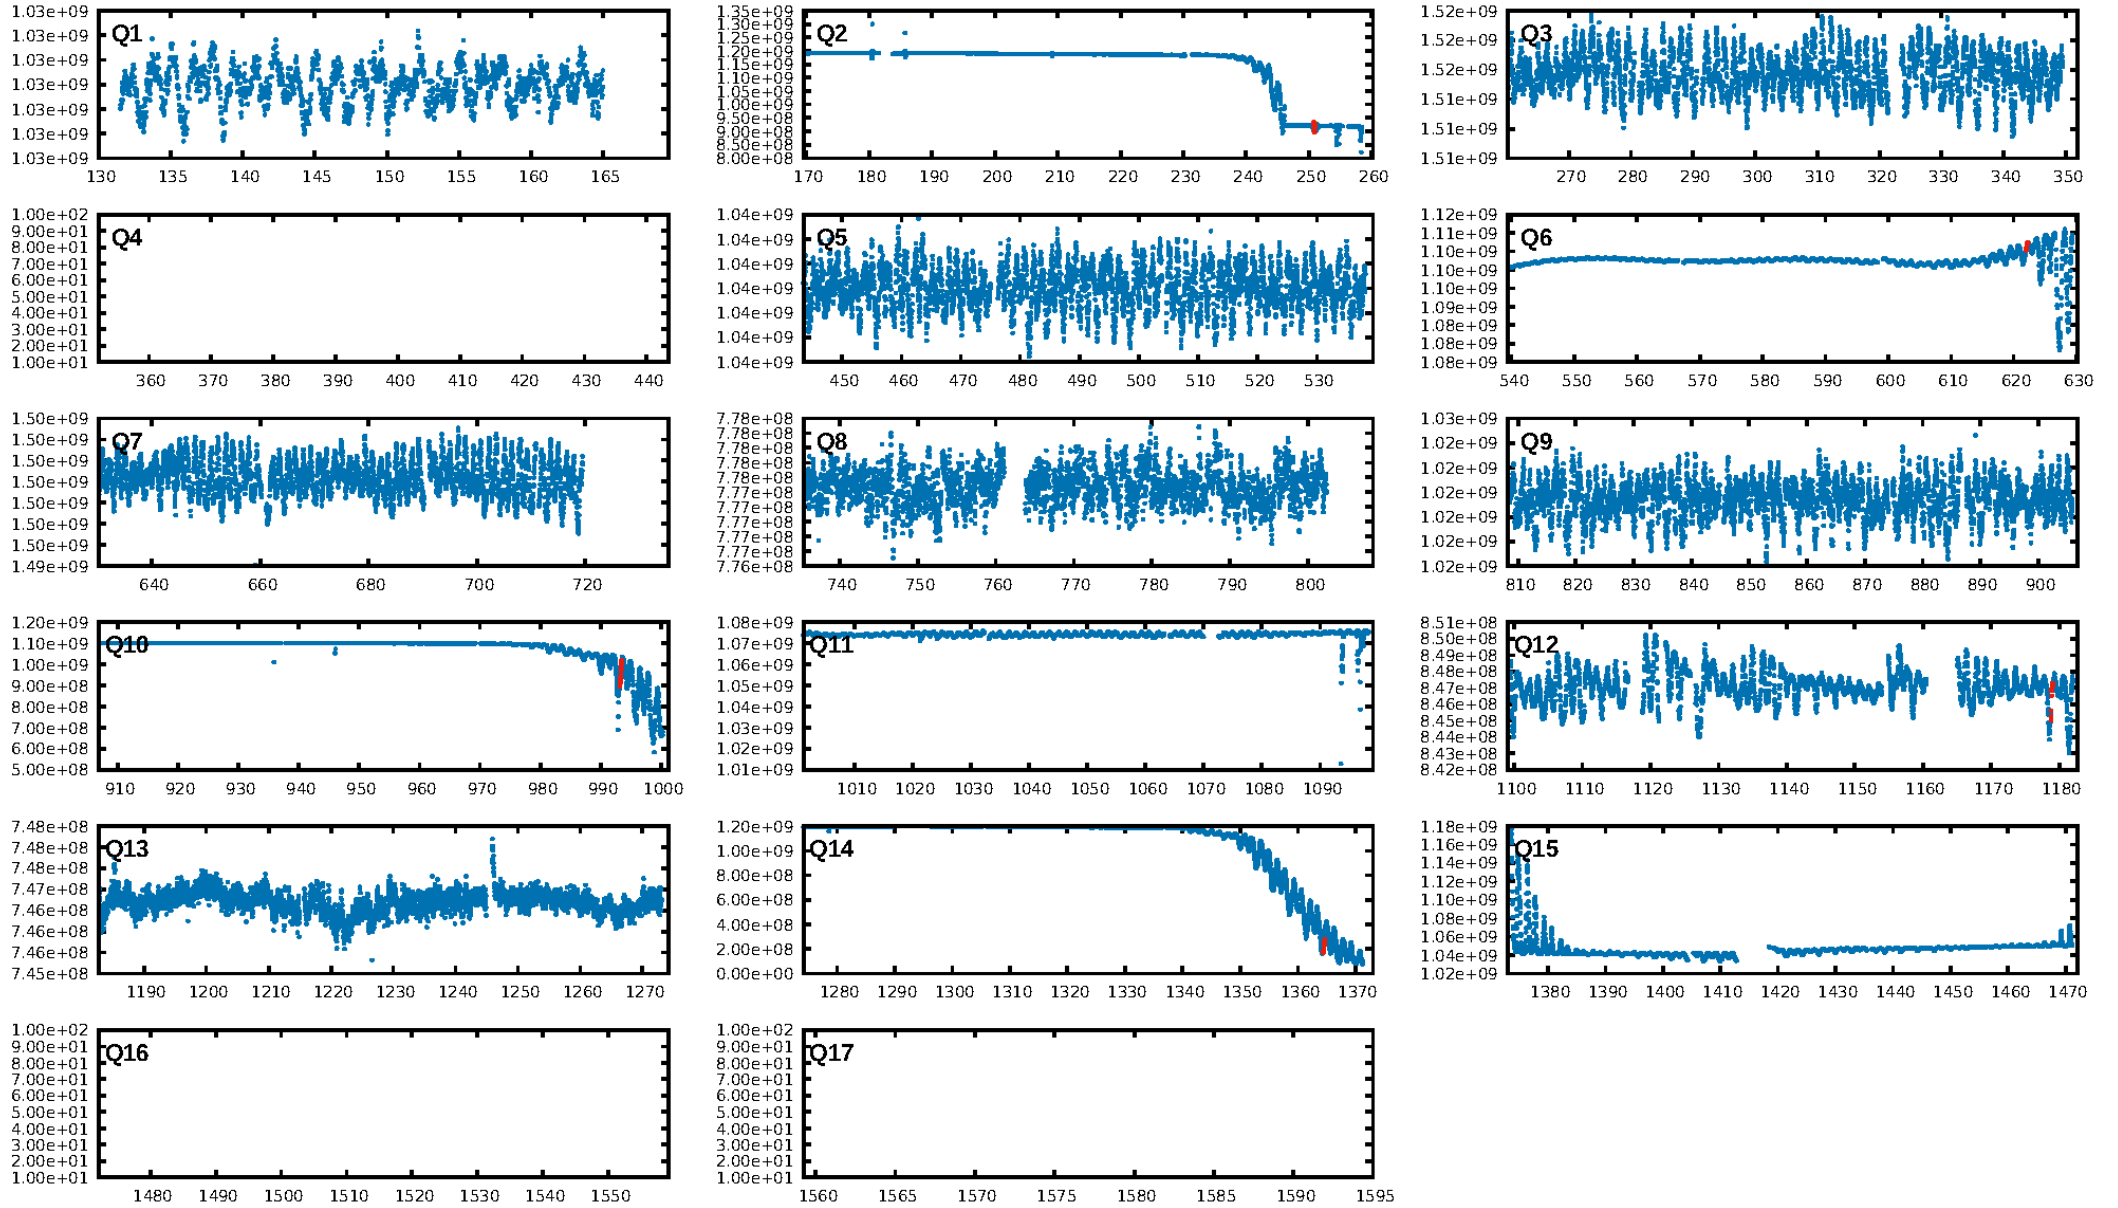 Q1
1.03e+09
1.03e+09
1.03e+09
1.03e+09
1.03e+09
1.03e+09
1.03e+09
130 135 140 145 150 155 160 165
Q2
1.35e+09
1.30e+09
1.25e+09
1.20e+09
1.15e+09
1.10e+09
1.05e+09
1.00e+09
9.50e+08
9.00e+08
8.50e+08
8.00e+08
170 180 190 200 210 220 230 240 250 260
Q3
1.52e+09
1.52e+09
1.52e+09
1.51e+09
1.51e+09
1.51e+09
270 280 290 300 310 320 330 340 350
Q4
1.00e+02
9.00e+01
8.00e+01
7.00e+01
6.00e+01
5.00e+01
4.00e+01
3.00e+01
2.00e+01
1.00e+01
360 370 380 390 400 410 420 430 440
Q5
1.04e+09
1.04e+09
1.04e+09
1.04e+09
1.04e+09
1.04e+09
1.04e+09
450 460 470 480 490 500 510 520 530
Q6
1.12e+09
1.11e+09
1.10e+09
1.10e+09
1.10e+09
1.09e+09
1.08e+09
1.08e+09
1.08e+09
540 550 560 570 580 590 600 610 620 630
Q7
1.50e+09
1.50e+09
1.50e+09
1.50e+09
1.50e+09
1.50e+09
1.50e+09
1.49e+09
640 660 680 700 720
Q8
7.78e+08
7.78e+08
7.78e+08
7.78e+08
7.77e+08
7.77e+08
7.77e+08
7.77e+08
7.77e+08
7.77e+08
7.76e+08
740 750 760 770 780 790 800
Q9
1.03e+09
1.02e+09
1.02e+09
1.02e+09
1.02e+09
1.02e+09
1.02e+09
810 820 830 840 850 860 870 880 890 900
Q10
1.20e+09
1.10e+09
1.00e+09
9.00e+08
8.00e+08
7.00e+08
6.00e+08
5.00e+08
910 920 930 940 950 960 970 980 990 1000
Q11
1.08e+09
1.07e+09
1.06e+09
1.05e+09
1.04e+09
1.03e+09
1.02e+09
1.01e+09
1010 1020 1030 1040 1050 1060 1070 1080 1090
Q12
8.51e+08
8.50e+08
8.49e+08
8.48e+08
8.47e+08
8.46e+08
8.45e+08
8.44e+08
8.43e+08
8.42e+08
1100 1110 1120 1130 1140 1150 1160 1170 1180
Q13
7.48e+08
7.48e+08
7.48e+08
7.47e+08
7.46e+08
7.46e+08
7.46e+08
7.45e+08
1190 1200 1210 1220 1230 1240 1250 1260 1270
Q14
1.20e+09
1.00e+09
8.00e+08
6.00e+08
4.00e+08
2.00e+08
0.00e+00
1280 1290 1300 1310 1320 1330 1340 1350 1360 1370
Q15
1.18e+09
1.16e+09
1.14e+09
1.12e+09
1.10e+09
1.08e+09
1.06e+09
1.04e+09
1.02e+09
1380 1390 1400 1410 1420 1430 1440 1450 1460 1470
Q16
1.00e+02
9.00e+01
8.00e+01
7.00e+01
6.00e+01
5.00e+01
4.00e+01
3.00e+01
2.00e+01
1.00e+01
1480 1490 1500 1510 1520 1530 1540 1550
Q17
1.00e+02
9.00e+01
8.00e+01
7.00e+01
6.00e+01
5.00e+01
4.00e+01
3.00e+01
2.00e+01
1.00e+01
1560 1565 1570 1575 1580 1585 1590 1595